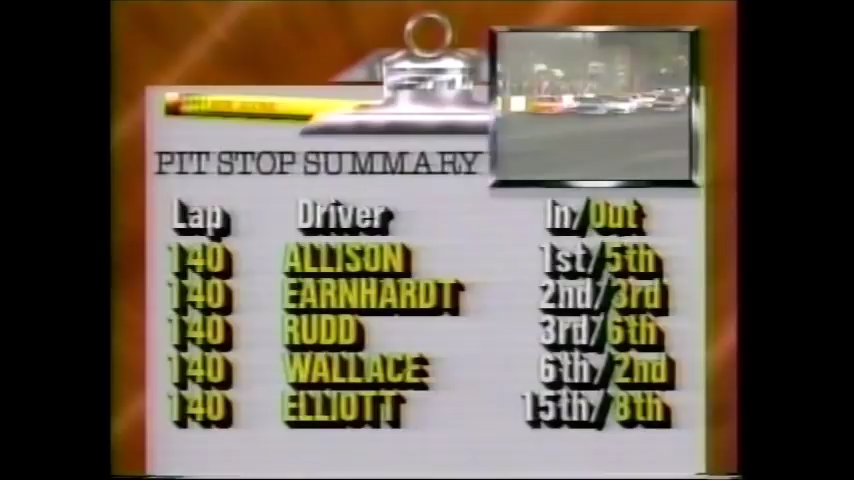 PIT STOP SUMMARY
Lap Driver In/Out
140 ALLISON 1st/5th
140 EARNHARDT 2nd/3rd
140 RUDD 3rd/6th
140 WALLACE 6th/2nd
140 ELLIOTT 15th/8th